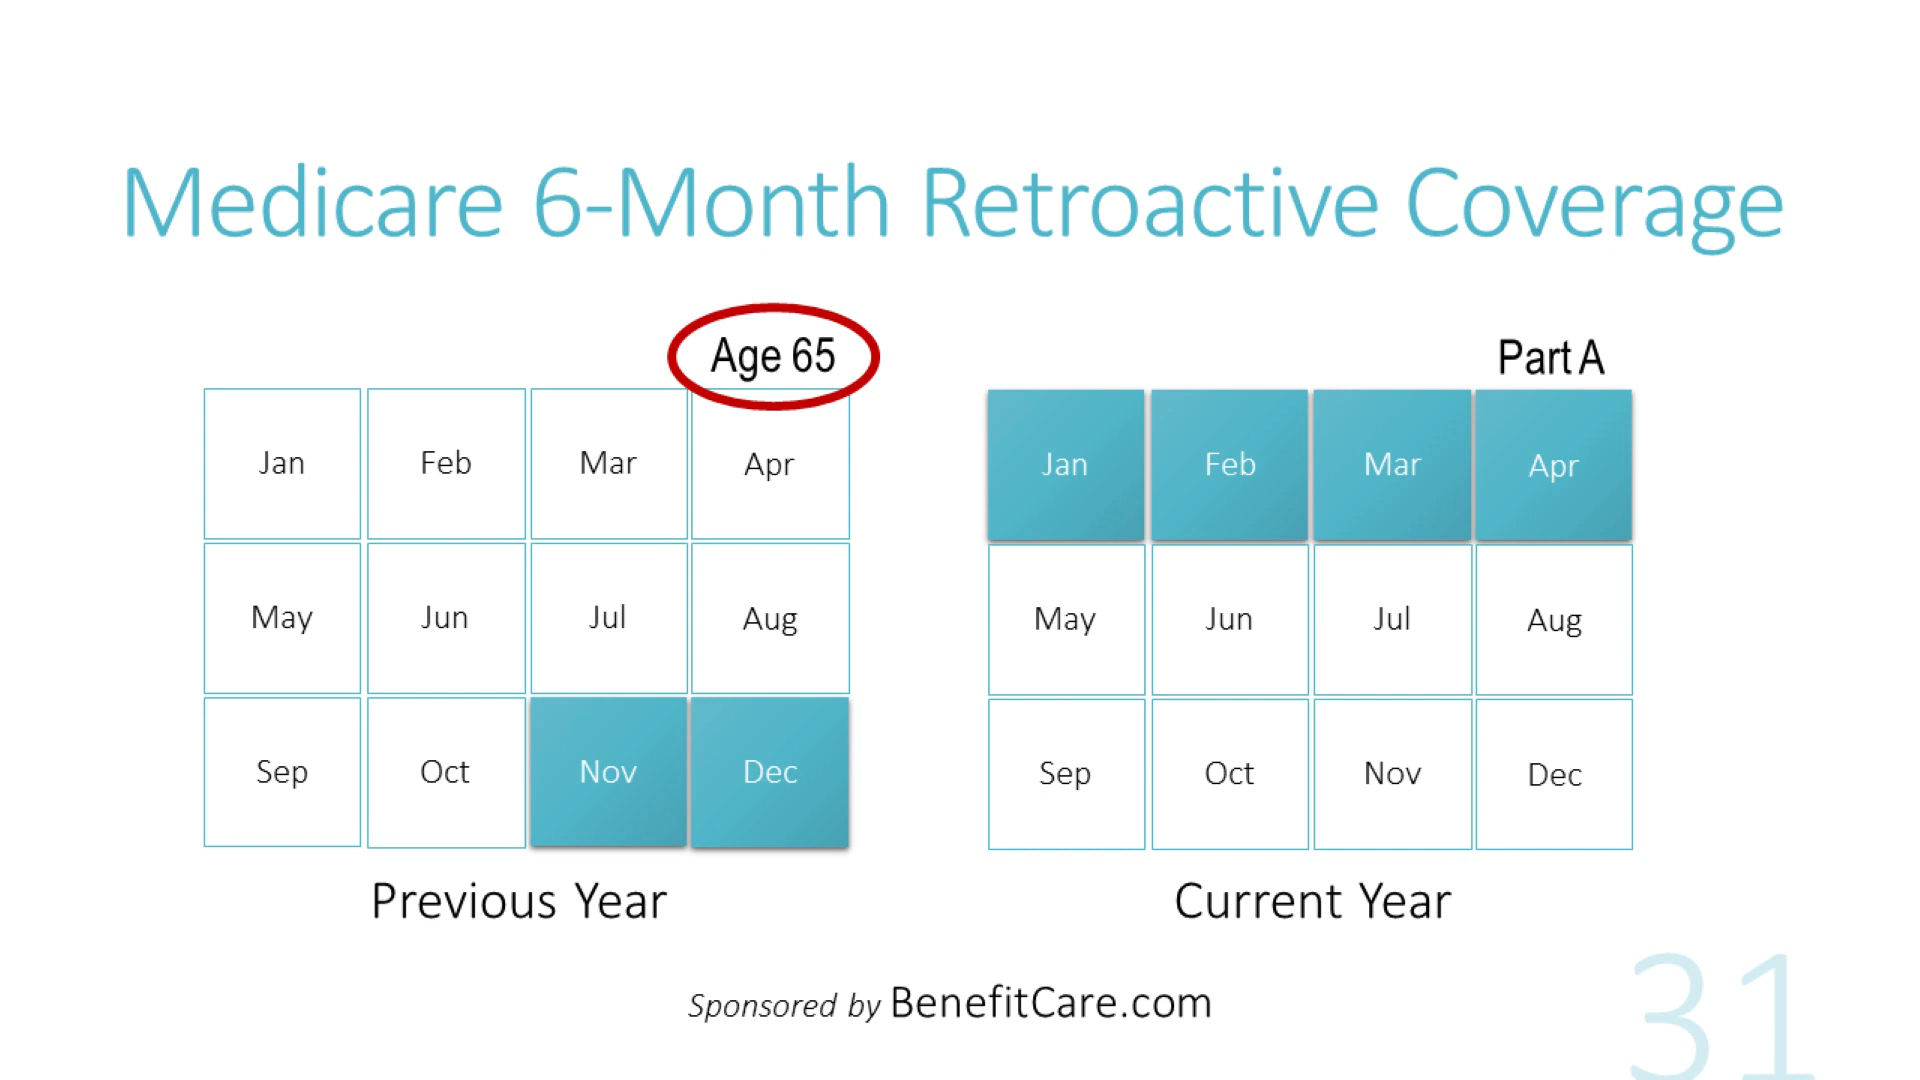 Medicare 6-Month Retroactive Coverage
Age 65
Jan Feb Mar Apr
May Jun Jul Aug
Sep Oct Nov Dec
Previous Year
Part A
Jan Feb Mar Apr
May Jun Jul Aug
Sep Oct Nov Dec
Current Year
Sponsored by BenefitCare.com
31